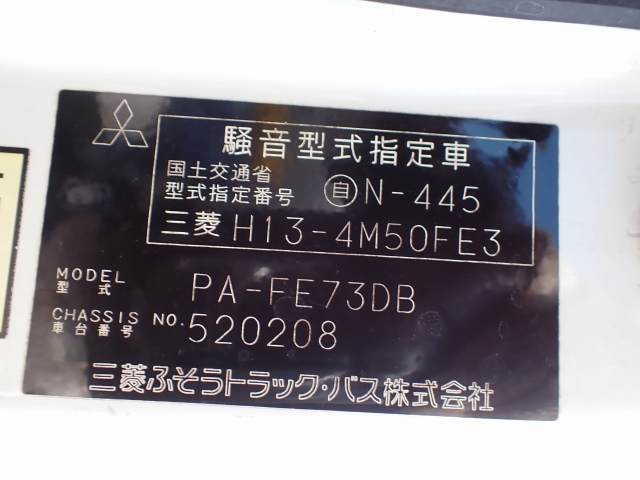 騒音型式指定車
国土交通省
型式指定番号 自N-445
三菱 H13-4M50FE3
MODEL
型式 PA-FE73DB
CHASSIS NO.
車台番号 520208
三菱ふそうトラック・バス株式会社